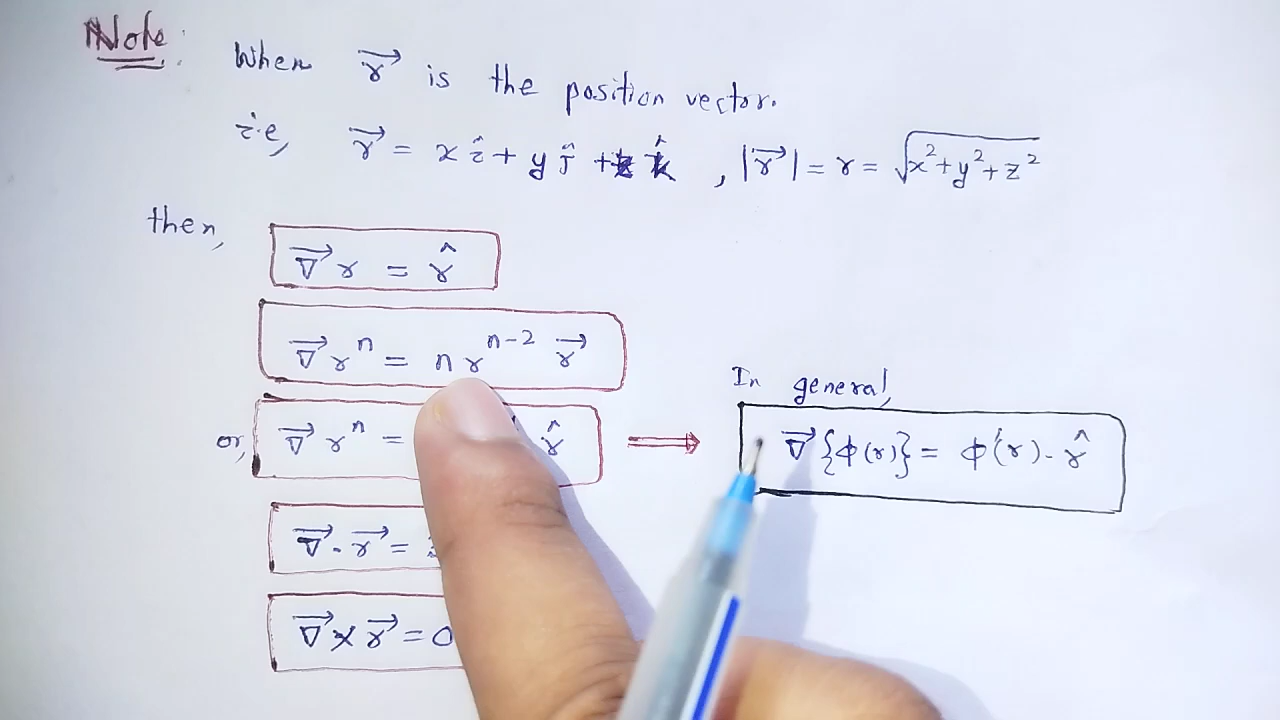 Note:
When r⃗ is the position vector.
i.e, r⃗ = x î + y ĵ + z k̂ , |r⃗| = r = √(x² + y² + z²)
then,
∇⃗ r = r̂
∇⃗ rⁿ = n rⁿ⁻² r⃗
or, ∇⃗ rⁿ = r̂
In general,
∇⃗ {ϕ(r)} = ϕ′(r) · r̂
∇⃗ · r⃗ =
∇⃗ × r⃗ = 0